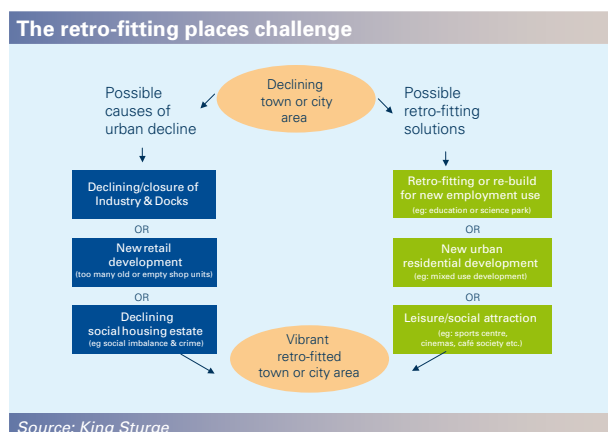 The retro-fitting places challenge
Declining
town or city
area
Possible
causes of
urban decline
Possible
retro-fitting
solutions
Declining/closure of
Industry & Docks
OR
New retail
development
(too many old or empty shop units)
OR
Declining
social housing estate
(eg social imbalance & crime)
Retro-fitting or re-build
for new employment use
(eg: education or science park)
OR
New urban
residential development
(eg: mixed use development)
OR
Leisure/social attraction
(eg: sports centre,
cinemas, café society etc.)
Vibrant
retro-fitted
town or city area
Source: King Sturge